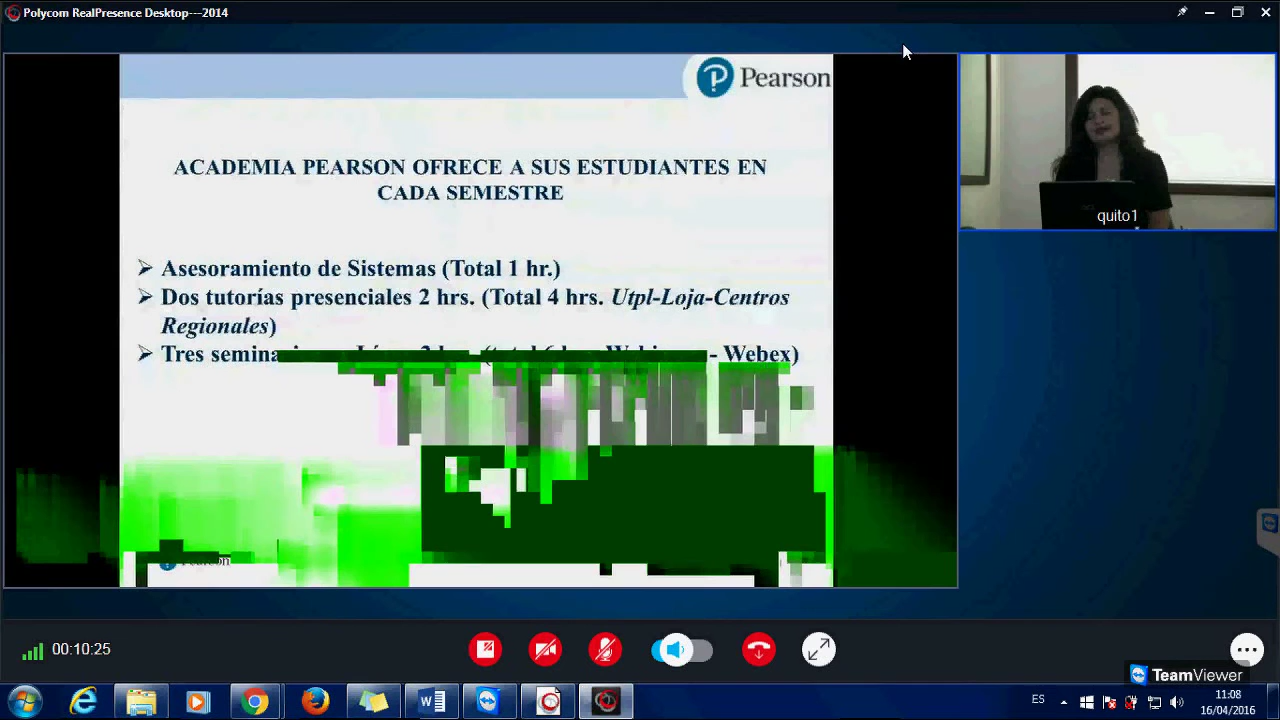 Polycom RealPresence Desktop---2014
Pearson
ACADEMIA PEARSON OFRECE A SUS ESTUDIANTES EN
CADA SEMESTRE
➢ Asesoramiento de Sistemas (Total 1 hr.)
➢ Dos tutorías presenciales 2 hrs. (Total 4 hrs. Utpl-Loja-Centros
Regionales)
➢ Tres - Webex)
Pearson
quito1
00:10:25
TeamViewer
ES
11:08
16/04/2016